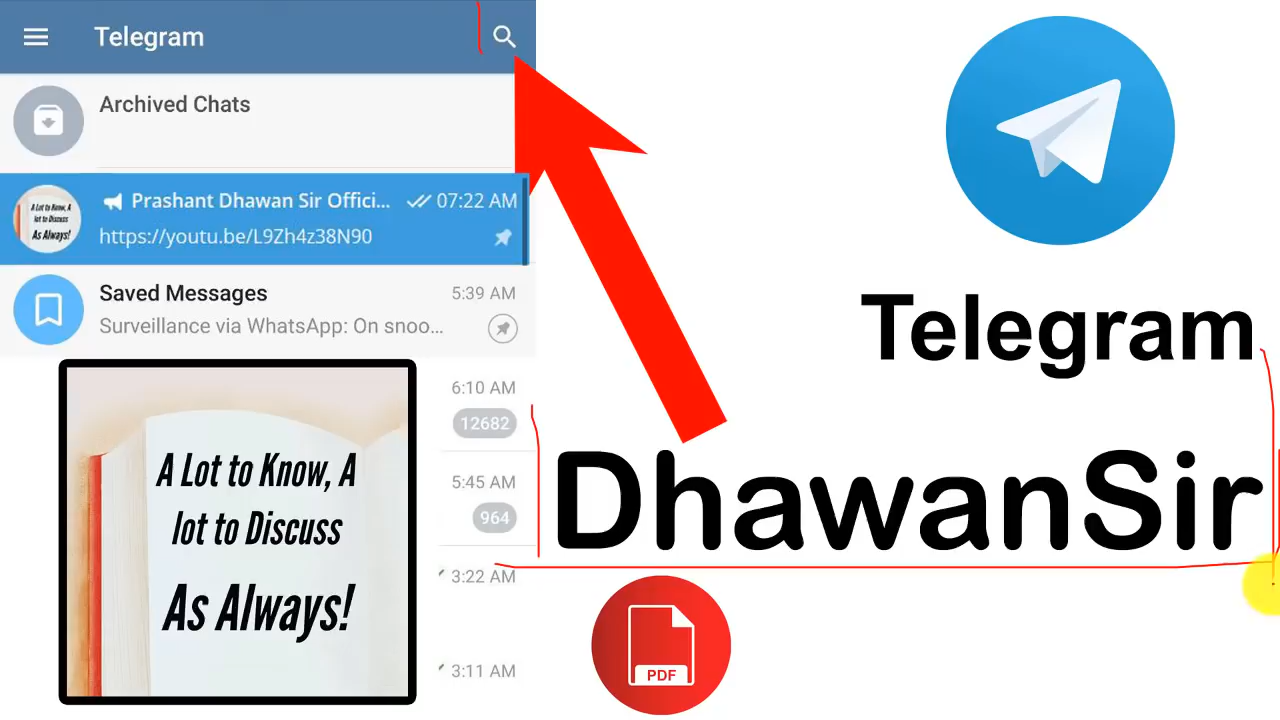 Telegram
Archived Chats
Prashant Dhawan Sir Offici... 07:22 AM
https://youtu.be/L9Zh4z38N90
Saved Messages 5:39 AM
Surveillance via WhatsApp: On snoo...
6:10 AM
12682
5:45 AM
964
3:22 AM
3:11 AM
A Lot to Know, A
lot to Discuss
As Always!
A Lot to Know, A
lot to Discuss
As Always!
Telegram
DhawanSir
PDF